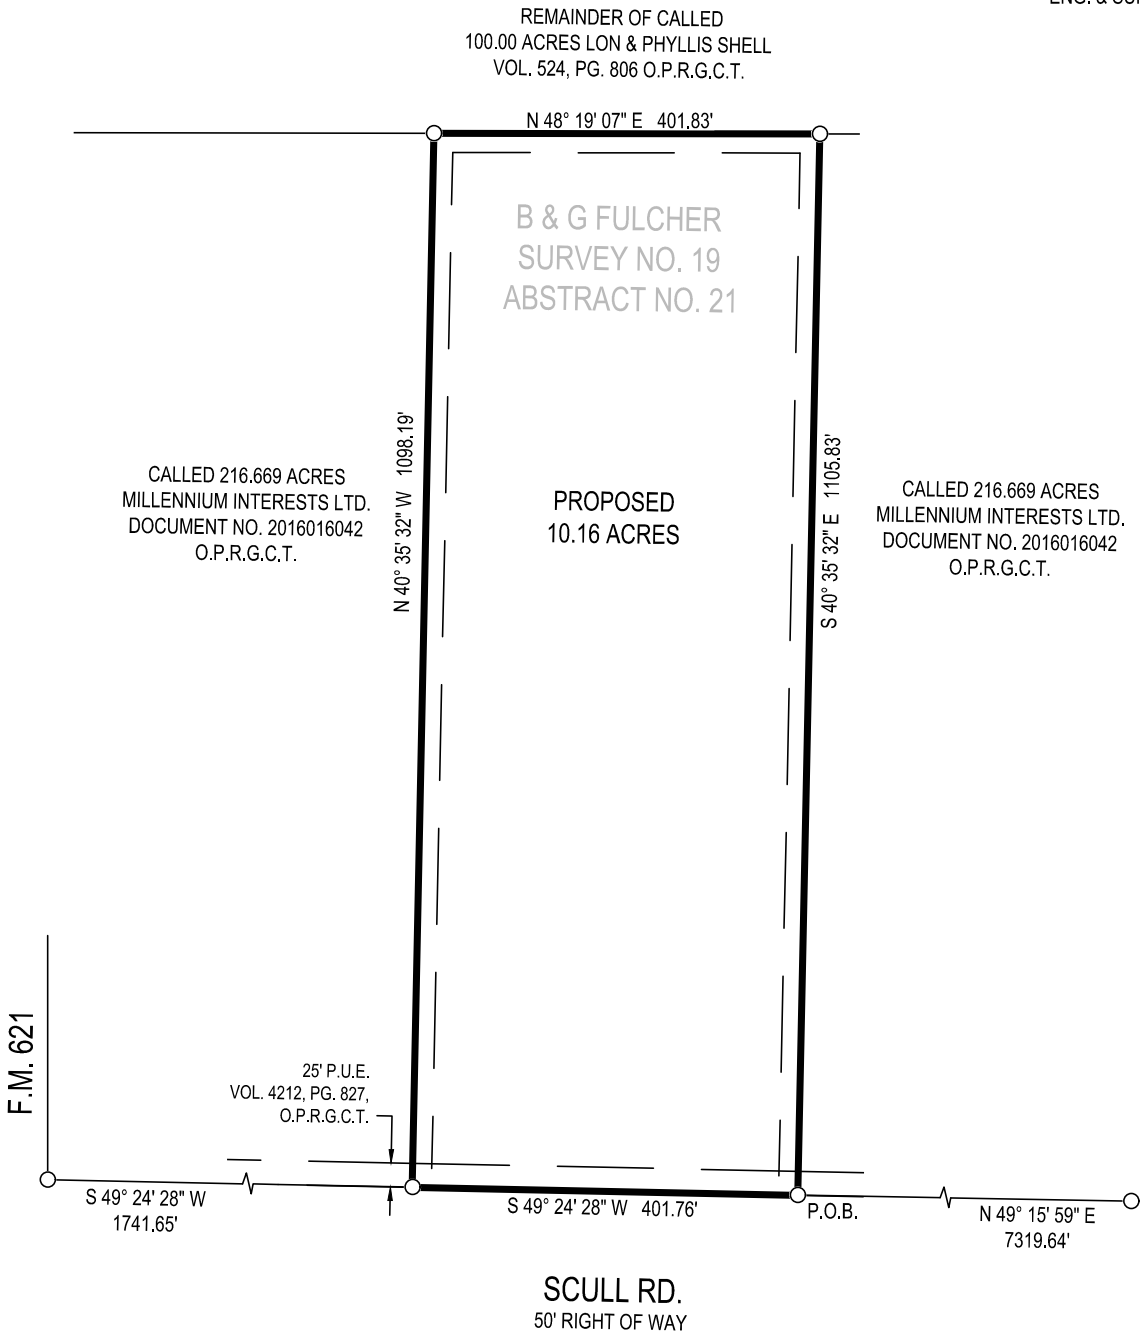 REMAINDER OF CALLED
100.00 ACRES LON & PHYLLIS SHELL
VOL. 524, PG. 806 O.P.R.G.C.T.
N 48° 19' 07" E 401.83'
B & G FULCHER
SURVEY NO. 19
ABSTRACT NO. 21
N 40° 35' 32" W 1098.19'
S 40° 35' 32" E 1105.83'
CALLED 216.669 ACRES
MILLENNIUM INTERESTS LTD.
DOCUMENT NO. 2016016042
O.P.R.G.C.T.
PROPOSED
10.16 ACRES
CALLED 216.669 ACRES
MILLENNIUM INTERESTS LTD.
DOCUMENT NO. 2016016042
O.P.R.G.C.T.
F.M. 621
25' P.U.E.
VOL. 4212, PG. 827,
O.P.R.G.C.T.
S 49° 24' 28" W
1741.65'
S 49° 24' 28" W 401.76'
P.O.B.
N 49° 15' 59" E
7319.64'
SCULL RD.
50' RIGHT OF WAY